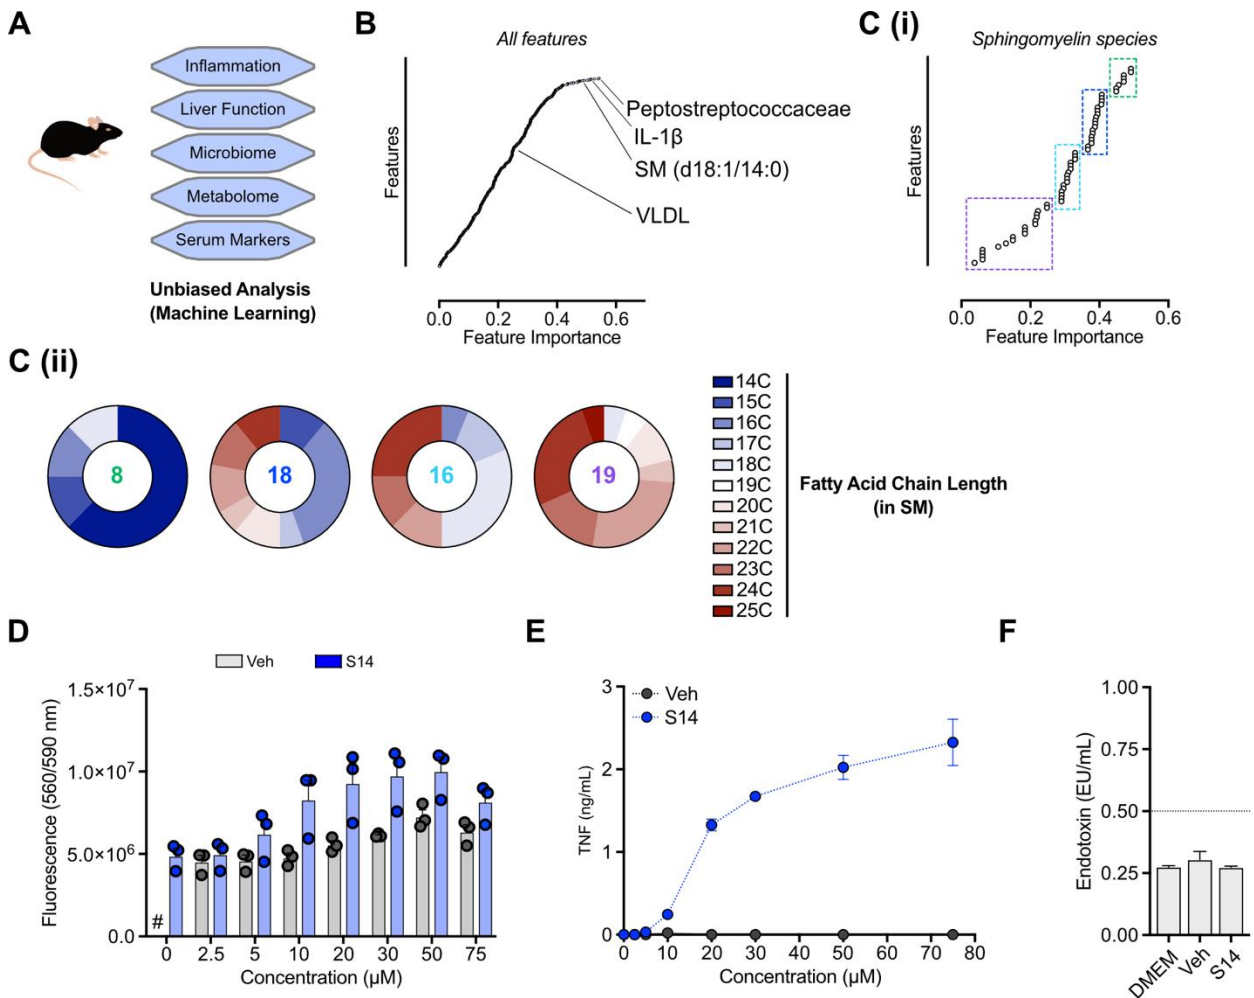 A
Inflammation
Liver Function
Microbiome
Metabolome
Serum Markers
Unbiased Analysis
(Machine Learning)
B
All features
Features
Peptostreptococcaceae
IL-1β
SM (d18:1/14:0)
VLDL
0.0 0.2 0.4 0.6
Feature Importance
C (i)
Sphingomyelin species
Features
0.0 0.2 0.4 0.6
Feature Importance
C (ii)
8
18
16
19
14C
15C
16C
17C
18C
19C
20C
21C
22C
23C
24C
25C
Fatty Acid Chain Length
(in SM)
D
Veh S14
Fluorescence (560/590 nm)
1.5×10⁷
1.0×10⁷
5.0×10⁶
0.0
#
0 2.5 5 10 20 30 50 75
Concentration (µM)
E
Veh
S14
TNF (ng/mL)
3
2
1
0
0 10 20 30 40 50 60 70 80
Concentration (µM)
F
Endotoxin (EU/mL)
1.00
0.75
0.50
0.25
0.00
DMEM Veh S14